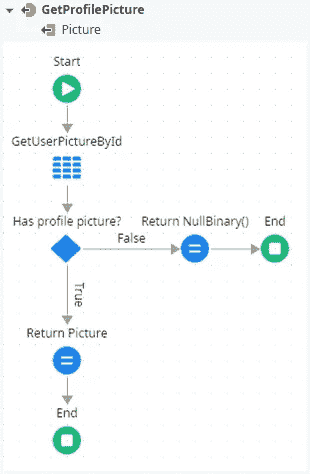 GetProfilePicture
Picture
Start
GetUserPictureById
Has profile picture?
False
Return NullBinary()
End
True
Return Picture
End